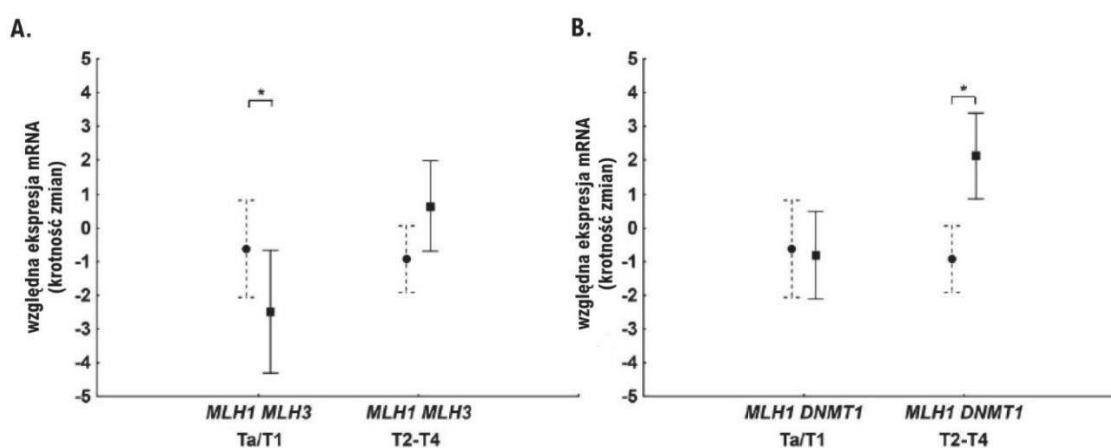 A.
względna ekspresja mRNA
(krotność zmian)
5
4
3
2
1
0
-1
-2
-3
-4
-5
*
MLH1 MLH3
Ta/T1
MLH1 MLH3
T2-T4
B.
względna ekspresja mRNA
(krotność zmian)
5
4
3
2
1
0
-1
-2
-3
-4
-5
*
MLH1 DNMT1
Ta/T1
MLH1 DNMT1
T2-T4